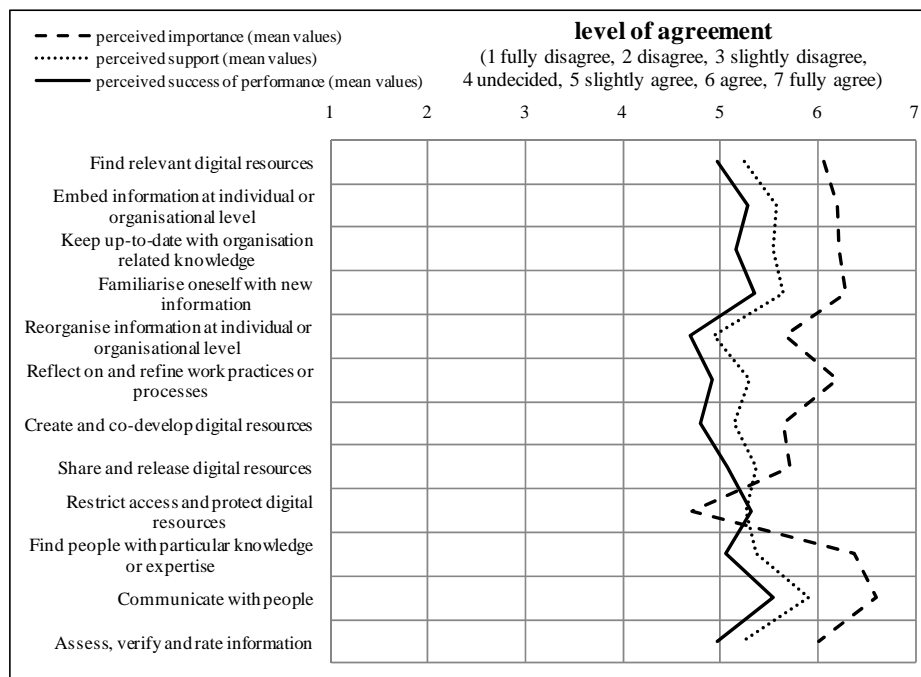 perceived importance (mean values)
perceived support (mean values)
perceived success of performance (mean values)
level of agreement
(1 fully disagree, 2 disagree, 3 slightly disagree,
4 undecided, 5 slightly agree, 6 agree, 7 fully agree)
1 2 3 4 5 6 7
Find relevant digital resources
Embed information at individual or
organisational level
Keep up-to-date with organisation
related knowledge
Familiarise oneself with new
information
Reorganise information at individual or
organisational level
Reflect on and refine work practices or
processes
Create and co-develop digital resources
Share and release digital resources
Restrict access and protect digital
resources
Find people with particular knowledge
or expertise
Communicate with people
Assess, verify and rate information